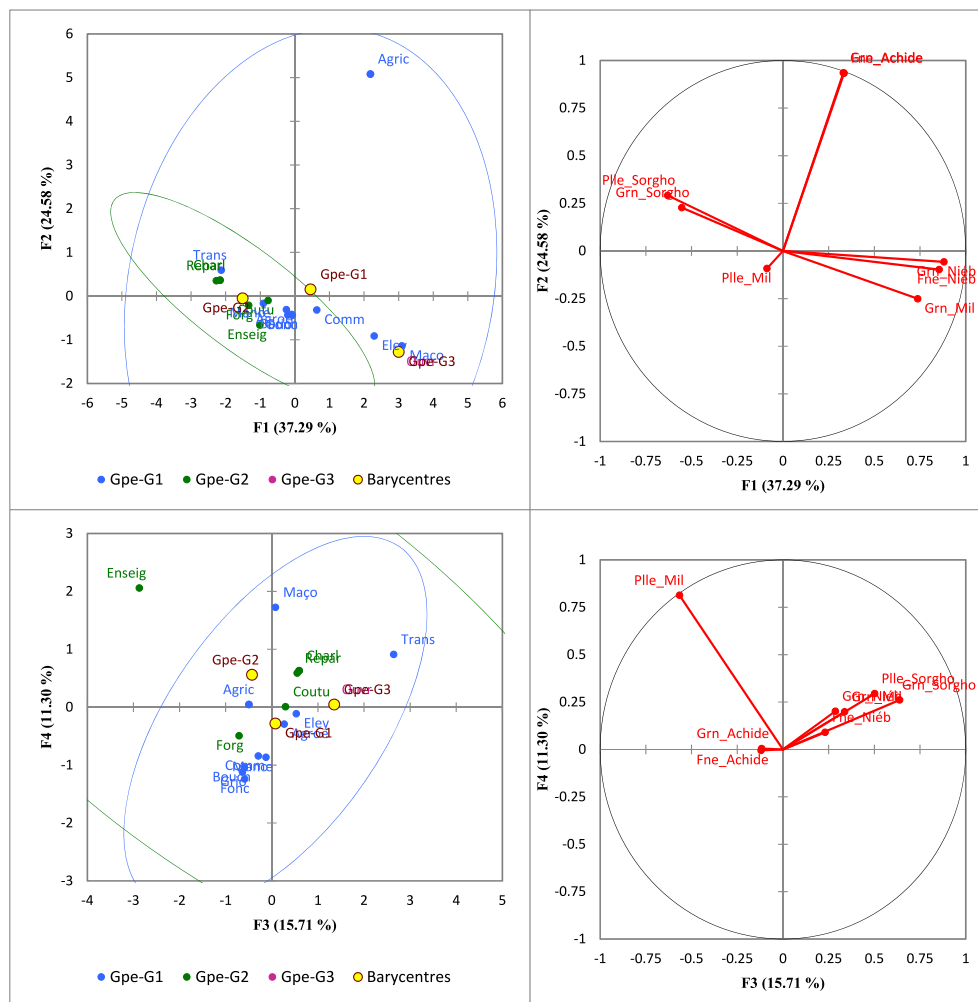 6
5
4
3
2
1
0
-1
-2
-6
-5
-4
-3
-2
-1
0
1
2
3
4
5
6
F2 (24.58 %)
F1 (37.29 %)
Agric
Trans
Charl
Repar
Gpe-G1
Gpe-G2
Coutu
Forg
Enseig
Comm
Elev
Maço
Gpe-G3
Gpe-G1
Gpe-G2
Gpe-G3
Barycentres
1
0.75
0.5
0.25
0
-0.25
-0.5
-0.75
-1
-1
-0.75
-0.5
-0.25
0
0.25
0.5
0.75
1
F2 (24.58 %)
F1 (37.29 %)
Grn_Achide
Plle_Sorgho
Grn_Sorgho
Plle_Mil
Grn_Niéb
Fne_Niéb
Grn_Mil
3
2
1
0
-1
-2
-3
-4
-3
-2
-1
0
1
2
3
4
5
F4 (11.30 %)
F3 (15.71 %)
Enseig
Maço
Trans
Charl
Repar
Gpe-G2
Agric
Gpe-G3
Coutu
Elev
Gpe-G1
Forg
Comm
Bouch
Fonc
Gpe-G1
Gpe-G2
Gpe-G3
Barycentres
1
0.75
0.5
0.25
0
-0.25
-0.5
-0.75
-1
-1
-0.75
-0.5
-0.25
0
0.25
0.5
0.75
1
F4 (11.30 %)
F3 (15.71 %)
Plle_Mil
Plle_Sorgho
Grn_Sorgho
Fne_Niéb
Grn_Achide
Fne_Achide